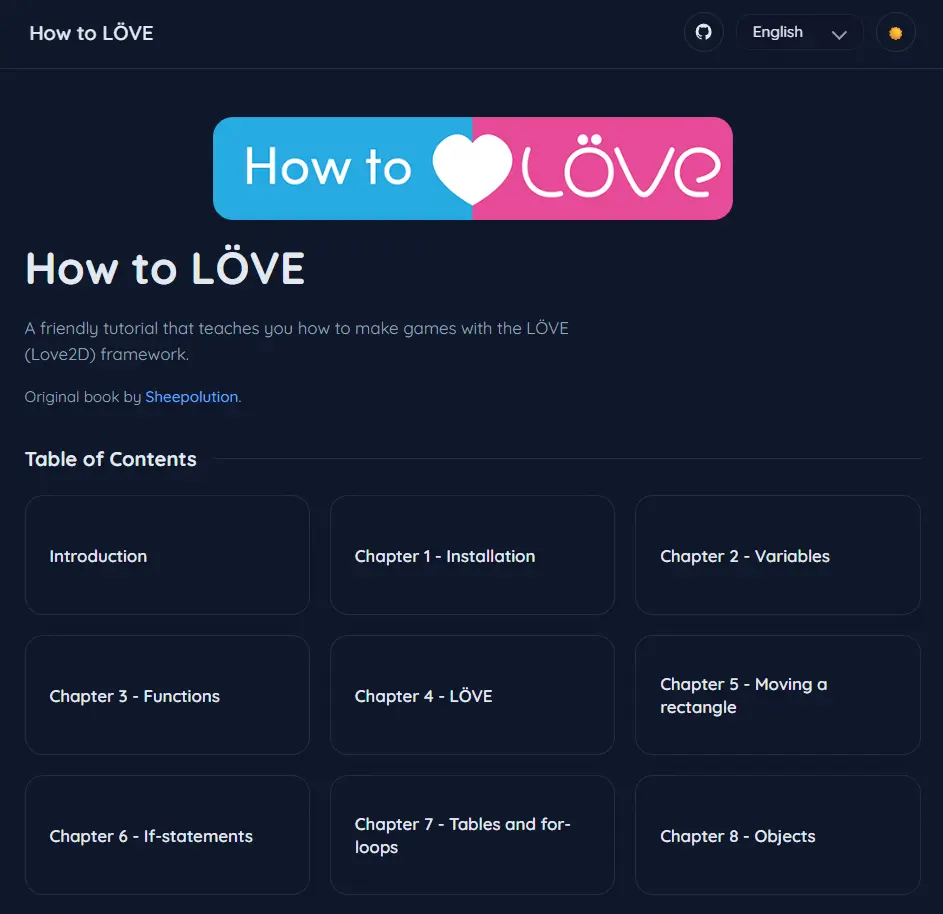 How to LÖVE
English
How to LÖVE
How to LÖVE
A friendly tutorial that teaches you how to make games with the LÖVE
(Love2D) framework.
Original book by Sheepolution.
Table of Contents
Introduction
Chapter 1 - Installation
Chapter 2 - Variables
Chapter 3 - Functions
Chapter 4 - LÖVE
Chapter 5 - Moving a
rectangle
Chapter 6 - If-statements
Chapter 7 - Tables and for-
loops
Chapter 8 - Objects